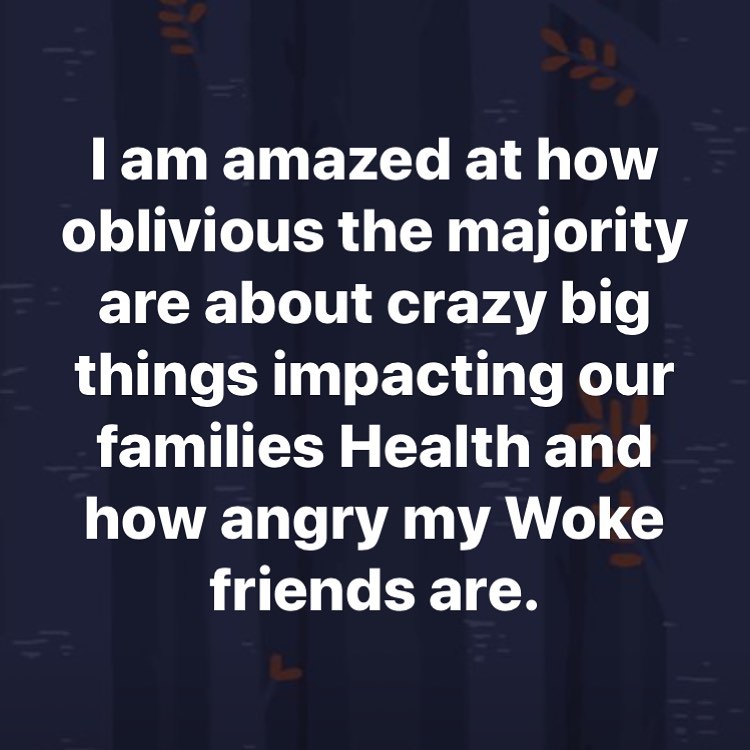 I am amazed at how
oblivious the majority
are about crazy big
things impacting our
families Health and
how angry my Woke
friends are.